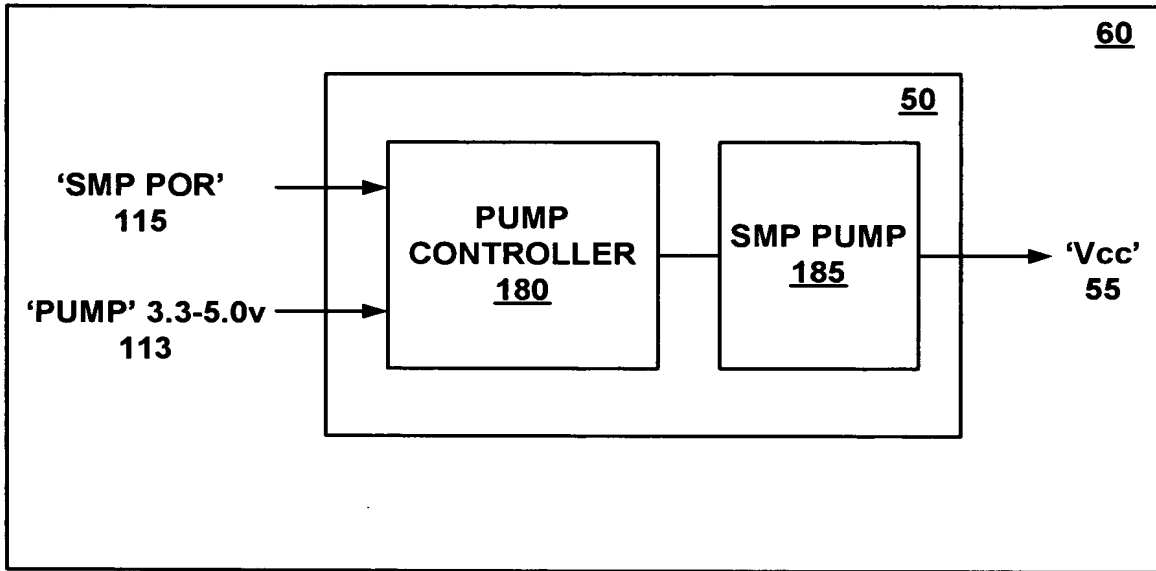 60
50
‘SMP POR’
115
‘PUMP’ 3.3-5.0v
113
PUMP
CONTROLLER
180
SMP PUMP
185
‘Vcc’
55